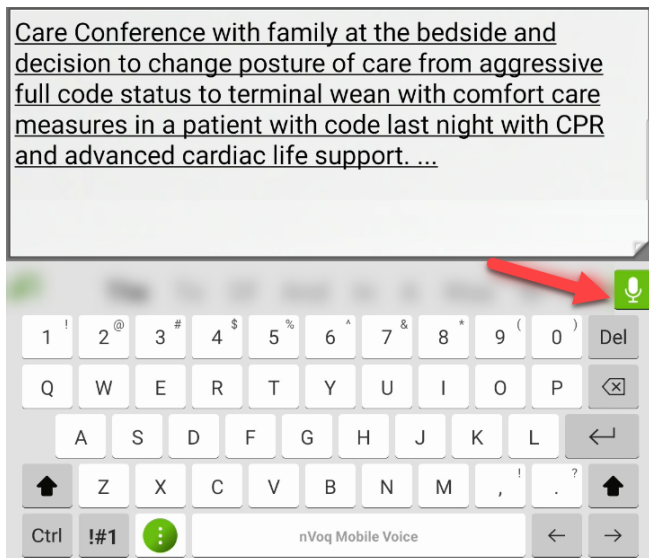 Care Conference with family at the bedside and
decision to change posture of care from aggressive
full code status to terminal wean with comfort care
measures in a patient with code last night with CPR
and advanced cardiac life support. ...
1 ! 2 @ 3 # 4 $ 5 % 6 ^ 7 & 8 * 9 ( 0 ) Del
Q W E R T Y U I O P
A S D F G H J K L
Z X C V B N M , ! . ?
Ctrl !#1 nVoq Mobile Voice ← →